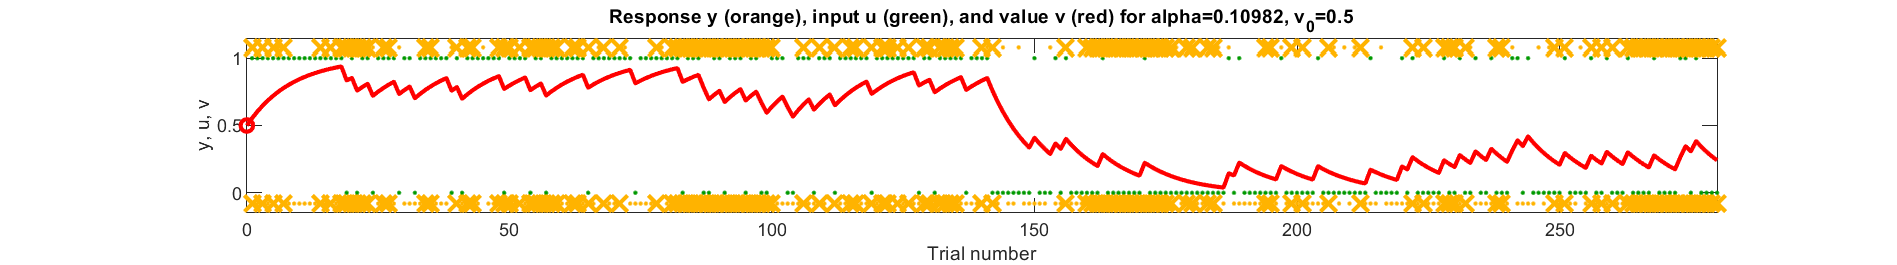 Response y (orange), input u (green), and value v (red) for alpha=0.10982, v0=0.5
1
0.5
0
y, u, v
0 50 100 150 200 250
Trial number